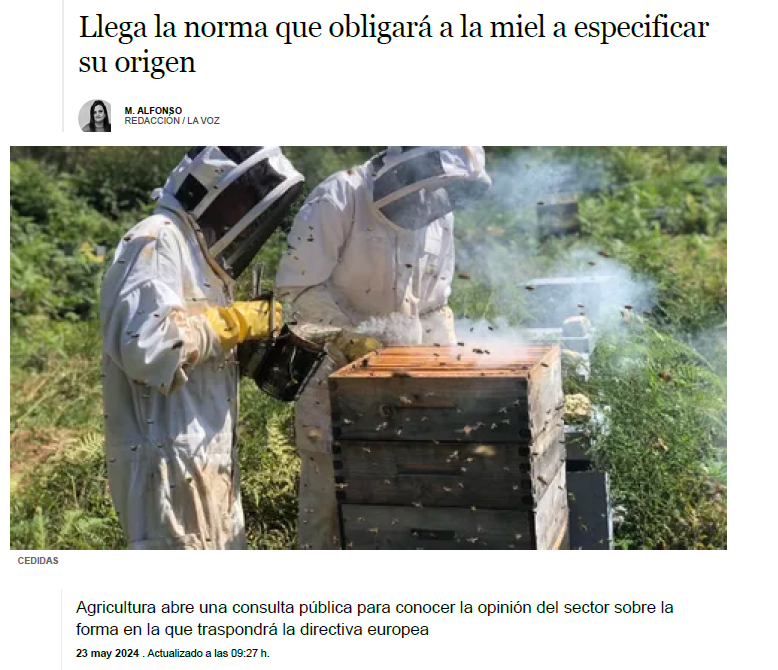 Llega la norma que obligará a la miel a especificar
su origen
M. ALFONSO
REDACCIÓN / LA VOZ
CEDIDAS
Agricultura abre una consulta pública para conocer la opinión del sector sobre la
forma en la que traspondrá la directiva europea
23 may 2024 . Actualizado a las 09:27 h.